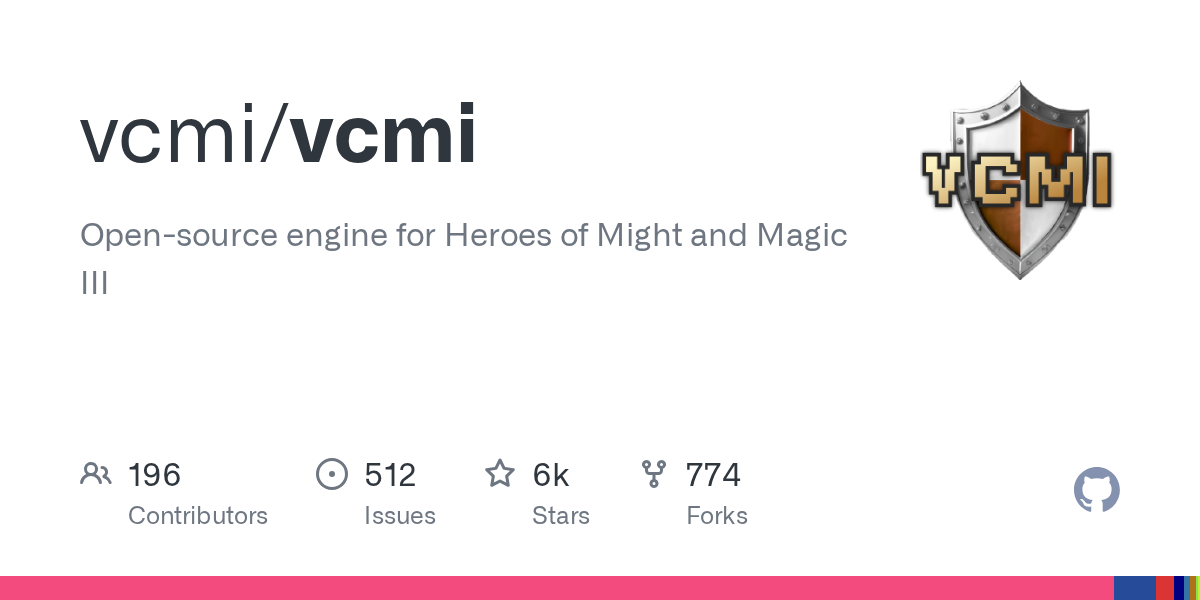 vcmi/vcmi
VCMI
Open-source engine for Heroes of Might and Magic
III
196
Contributors
512
Issues
6k
Stars
774
Forks